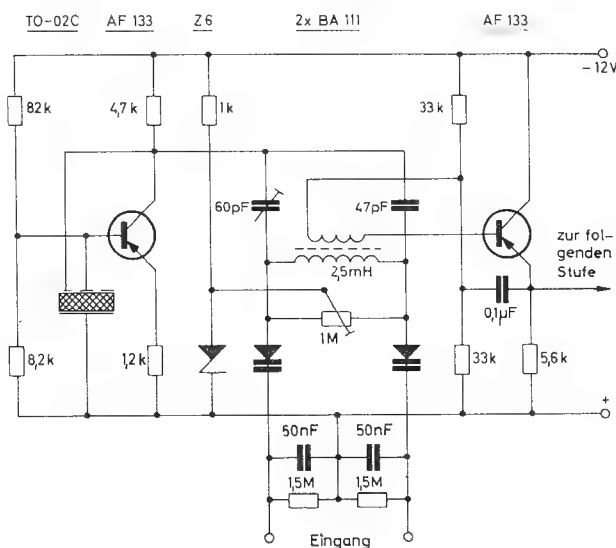 TO-02C AF 133 Z 6 2x BA 111 AF 133
−12V
82k
4,7k
1k
33k
60pF
47pF
2,5mH
zur fol-
genden
Stufe
0,1µF
1M
8,2k
1,2k
33k
5,6k
+
50nF 50nF
1,5M 1,5M
Eingang